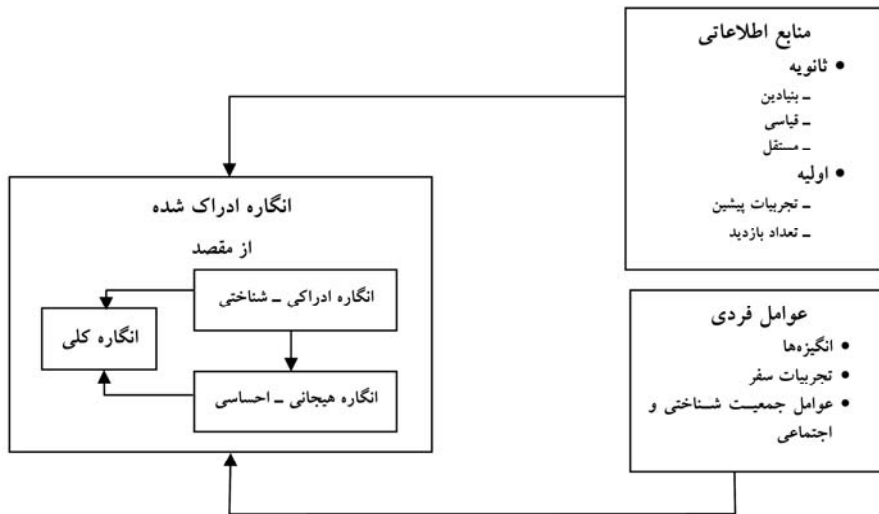 منابع اطلاعاتی
• ثانویه
ـ بنیادین
ـ قیاسی
ـ مستقل
• اولیه
ـ تجربیات پیشین
ـ تعداد بازدید
انگاره ادراک شده
از مقصد
انگاره ادراکی ـ شناختی
انگاره کلی
انگاره هیجانی ـ احساسی
عوامل فردی
• انگیزه‌ها
• تجربیات سفر
• عوامل جمعیت شناختی و
اجتماعی